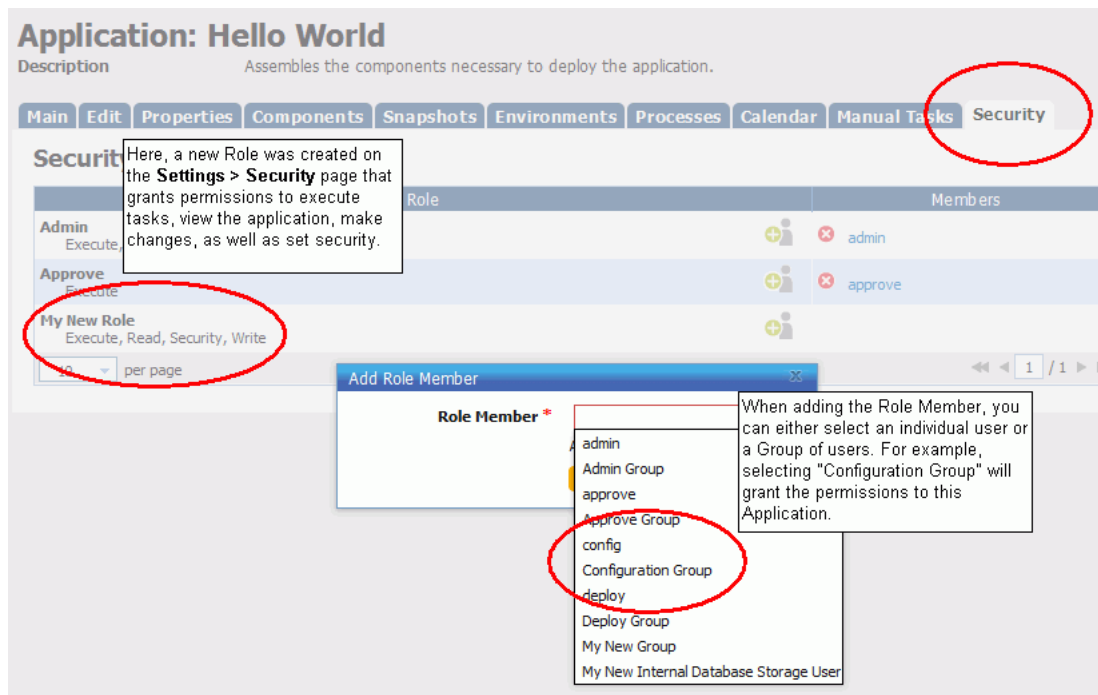 Application: Hello World
Description Assembles the components necessary to deploy the application.
Main Edit Properties Components Snapshots Environments Processes Calendar Manual Tasks Security
Security
Here, a new Role was created on
the Settings > Security page that
grants permissions to execute
tasks, view the application, make
changes, as well as set security.
Role Members
Admin
Execute,
admin
Approve
Execute
approve
My New Role
Execute, Read, Security, Write
10 per page
1 / 1
Add Role Member
Role Member *
admin
Admin Group
approve
Approve Group
config
Configuration Group
deploy
Deploy Group
My New Group
My New Internal Database Storage User
When adding the Role Member, you
can either select an individual user or
a Group of users. For example,
selecting "Configuration Group" will
grant the permissions to this
Application.